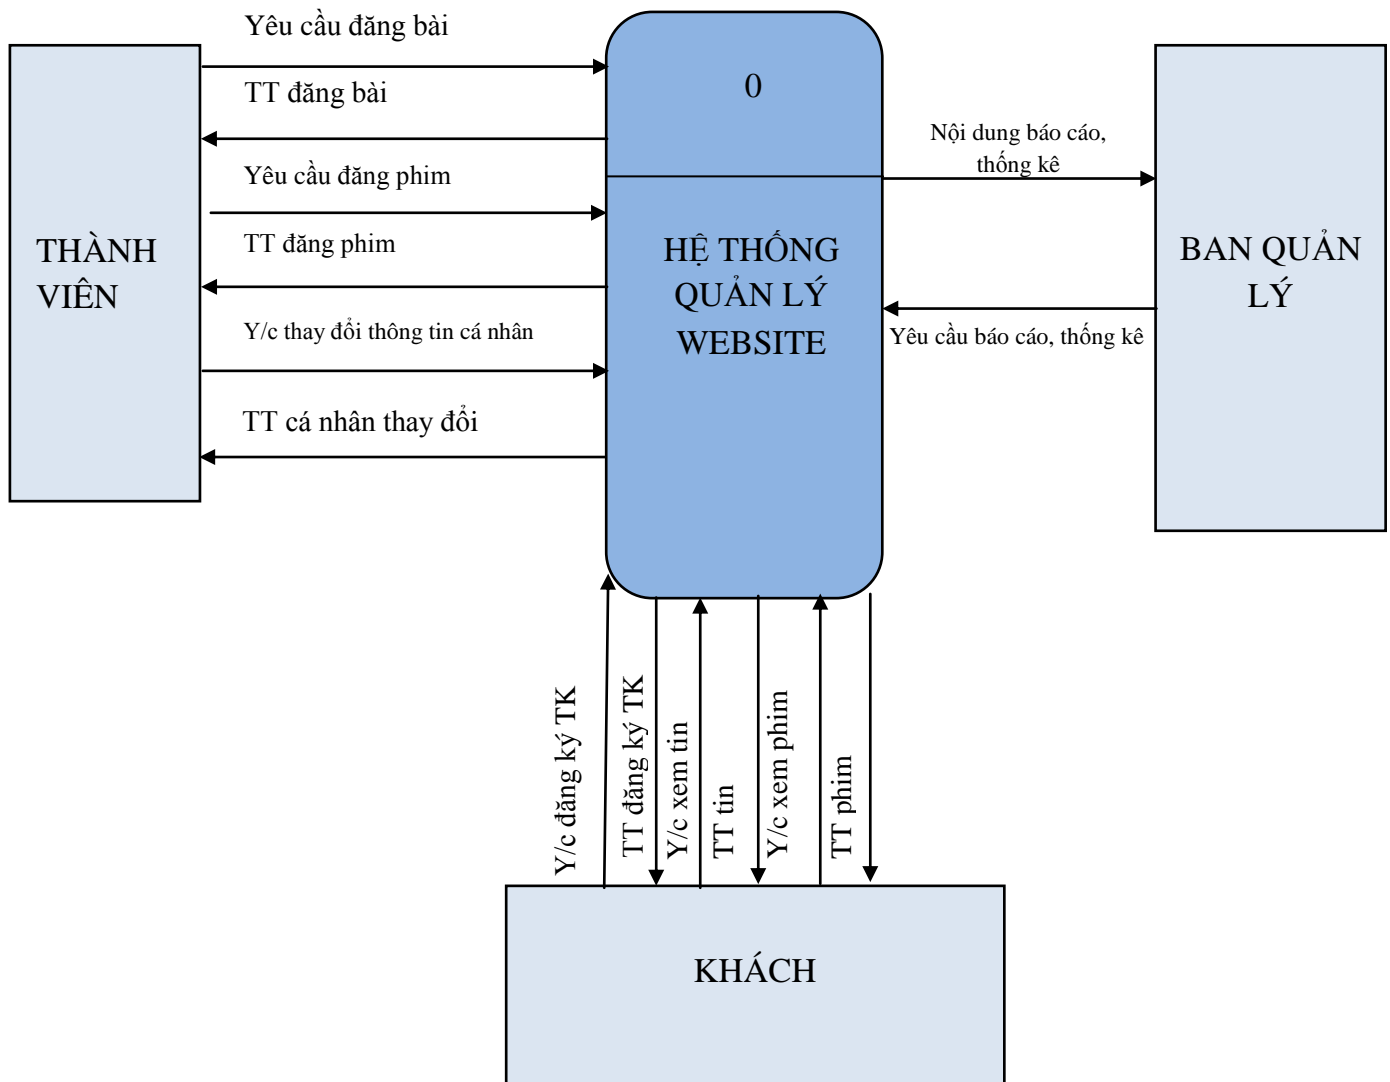 Yêu cầu đăng bài
TT đăng bài
Yêu cầu đăng phim
TT đăng phim
Y/c thay đổi thông tin cá nhân
TT cá nhân thay đổi
THÀNH
VIÊN
0
HỆ THỐNG
QUẢN LÝ
WEBSITE
Nội dung báo cáo,
thống kê
Yêu cầu báo cáo, thống kê
BAN QUẢN
LÝ
Y/c đăng ký TK
TT đăng ký TK
Y/c xem tin
TT tin
Y/c xem phim
TT phim
KHÁCH